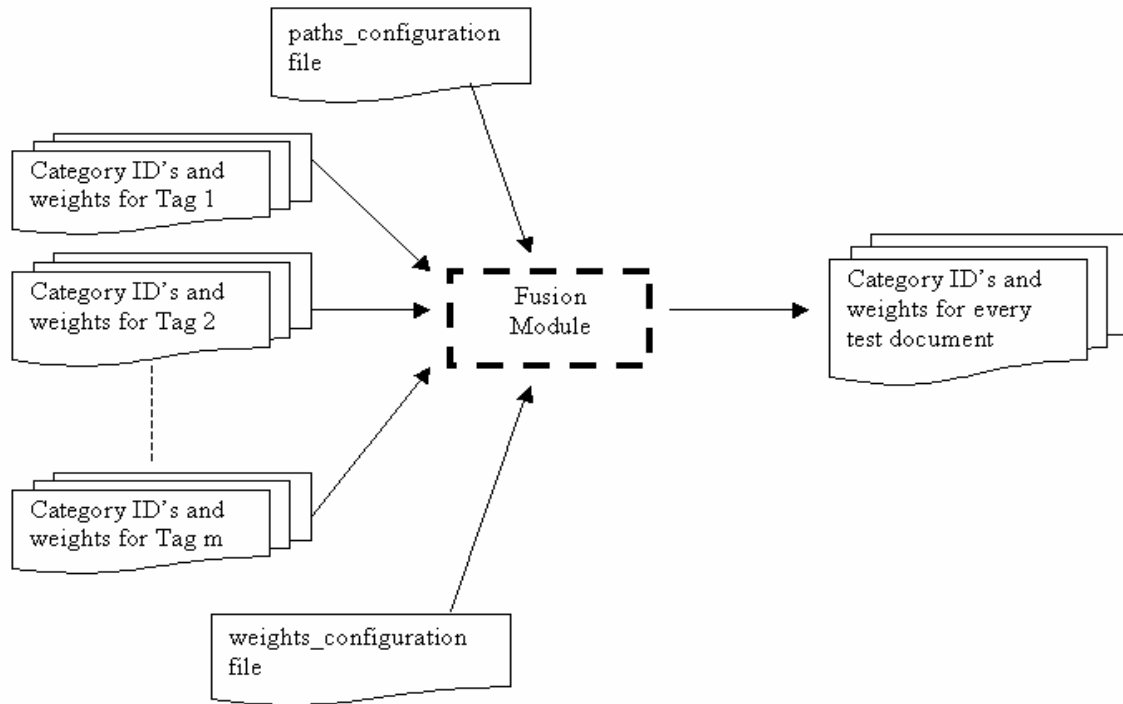 paths_configuration
file
Category ID's and
weights for Tag 1
Category ID's and
weights for Tag 2
Fusion
Module
Category ID's and
weights for every
test document
Category ID's and
weights for Tag m
weights_configuration
file